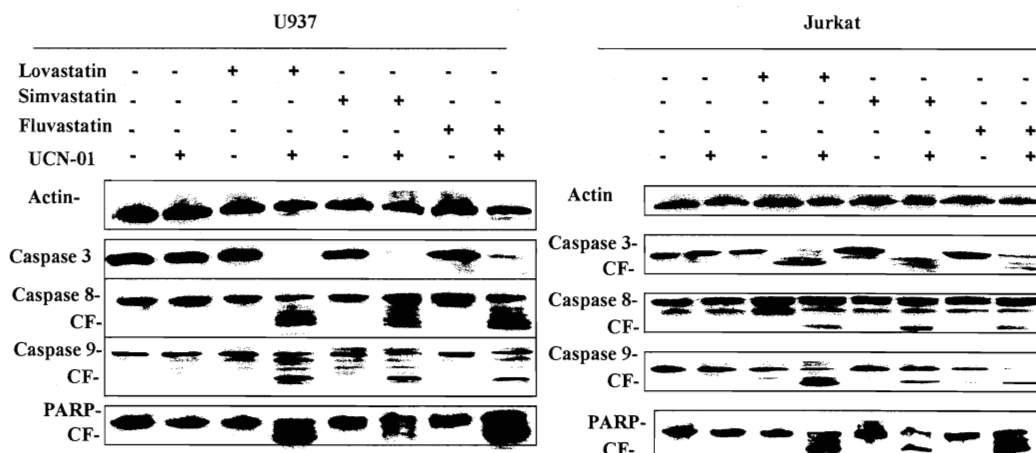 U937
Lovastatin - - + + - - - -
Simvastatin - - - - + + - -
Fluvastatin - - - - - - + +
UCN-01 - + - + - + - +
Actin-
Caspase 3
Caspase 8-
CF-
Caspase 9-
CF-
PARP-
CF-
Jurkat
- - + + - - - -
- - - - + + - -
- - - - - - + +
- + - + - + - +
Actin
Caspase 3-
CF-
Caspase 8-
CF-
Caspase 9-
CF-
PARP-
CF-